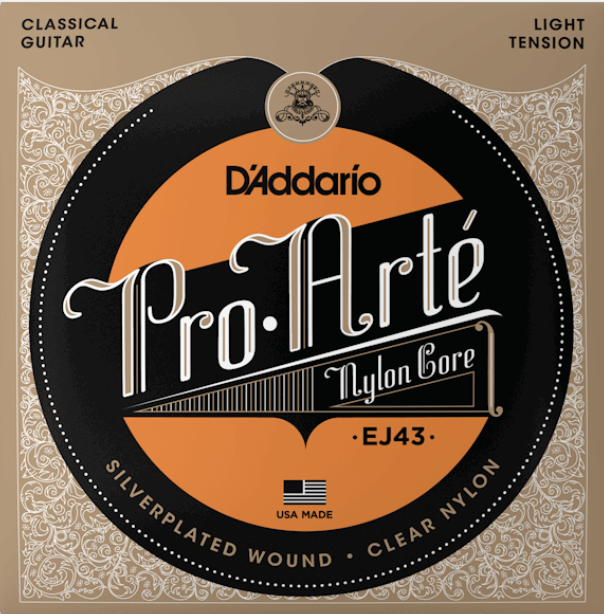 CLASSICAL
GUITAR
LIGHT
TENSION
D'Addario
Pro·Arté
Nylon Core
·EJ43·
USA MADE
SILVERPLATED WOUND • CLEAR NYLON